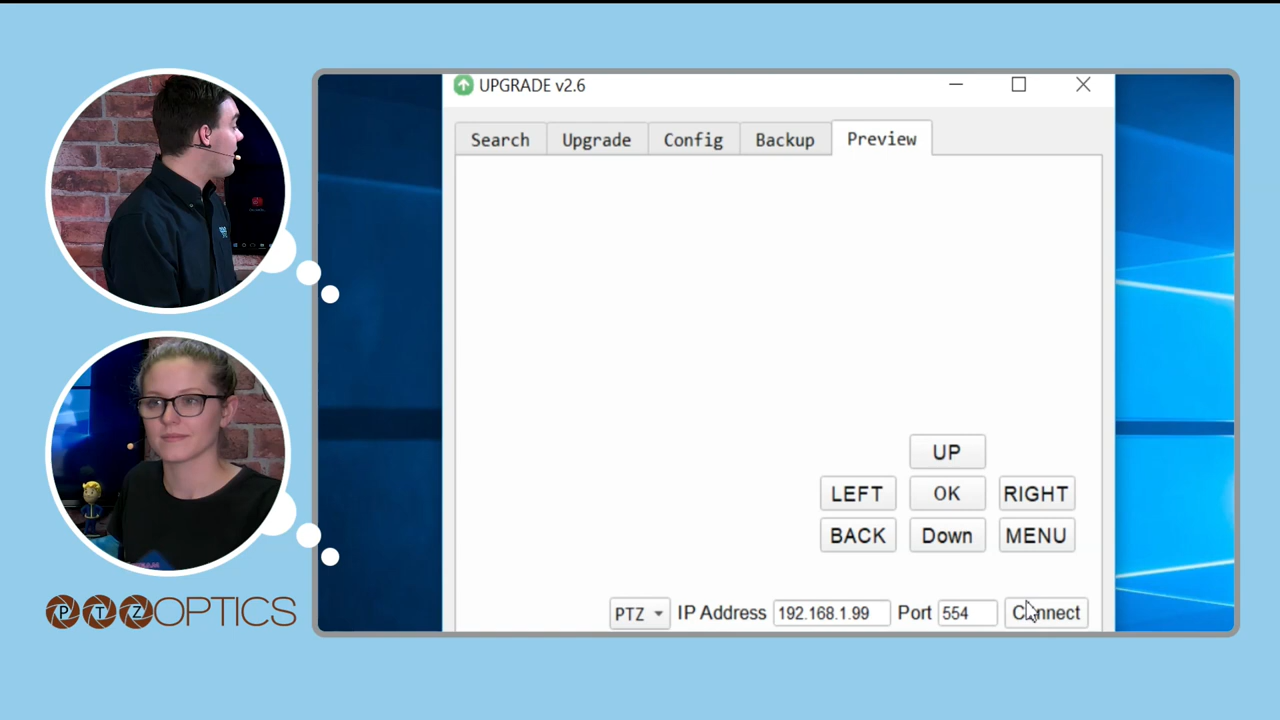 UPGRADE v2.6
Search Upgrade Config Backup Preview
UP
LEFT OK RIGHT
BACK Down MENU
PTZ IP Address 192.168.1.99 Port 554 Connect
PTZOPTICS